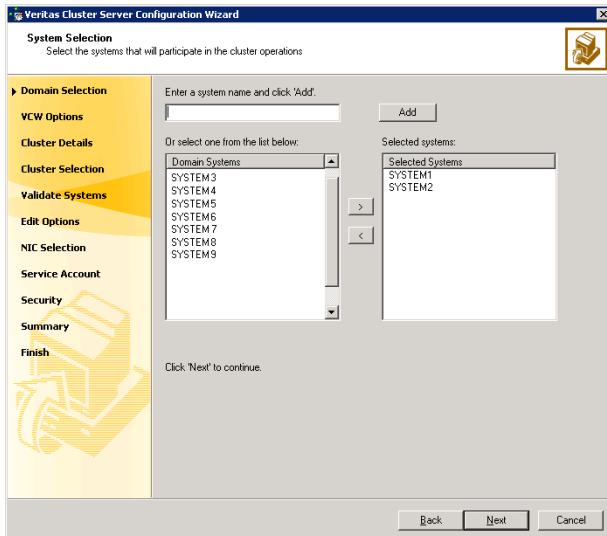 Veritas Cluster Server Configuration Wizard
System Selection
Select the systems that will participate in the cluster operations
Domain Selection
VCW Options
Cluster Details
Cluster Selection
Validate Systems
Edit Options
NIC Selection
Service Account
Security
Summary
Finish
Enter a system name and click 'Add'.
Add
Or select one from the list below:
Domain Systems
SYSTEM3
SYSTEM4
SYSTEM5
SYSTEM6
SYSTEM7
SYSTEM8
SYSTEM9
>
<
Selected systems:
Selected Systems
SYSTEM1
SYSTEM2
Click 'Next' to continue.
Back Next Cancel